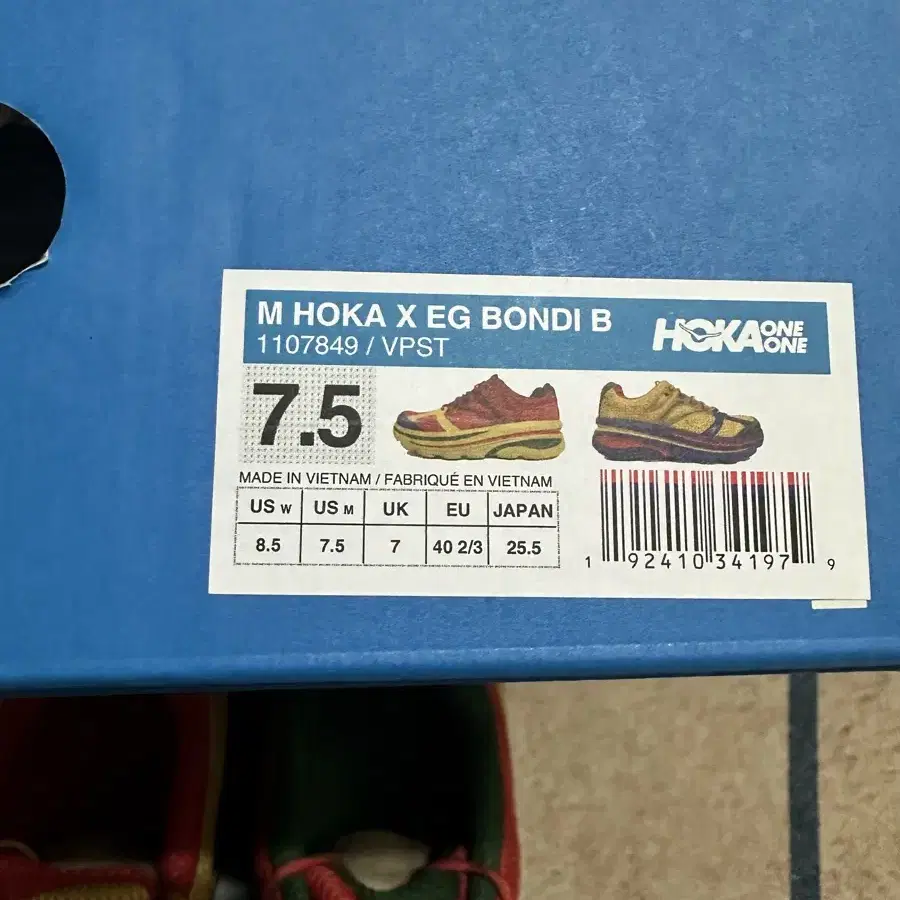 M HOKA X EG BONDI B
1107849 / VPST
HOKA ONE ONE
7.5
MADE IN VIETNAM / FABRIQUÉ EN VIETNAM
US W US M UK EU JAPAN
8.5 7.5 7 40 2/3 25.5
1 92410 34197 9